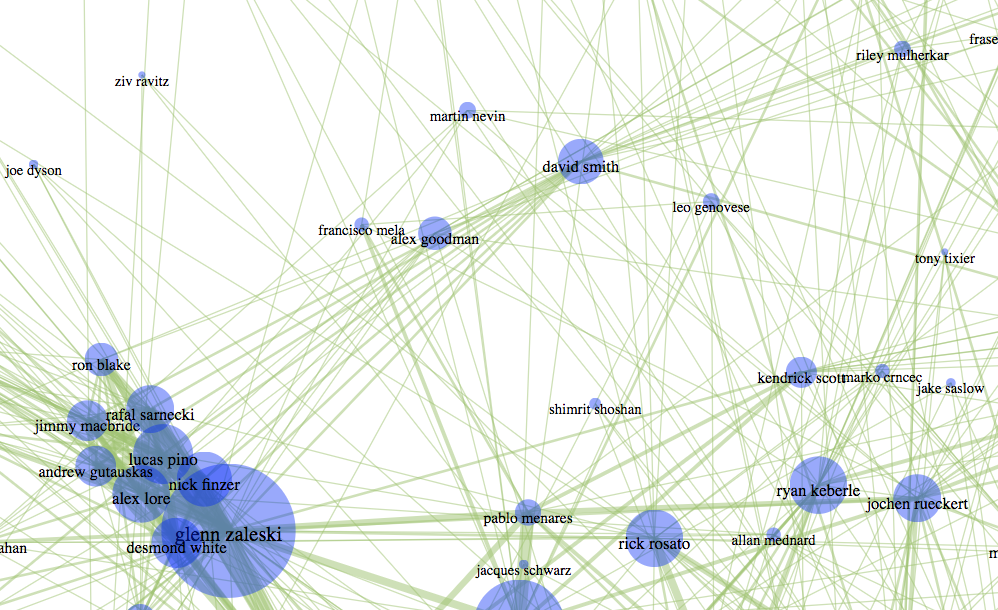 frase
riley mulherkar
ziv ravitz
martin nevin
david smith
joe dyson
leo genovese
francisco mela
alex goodman
tony tixier
ron blake
kendrick scott
marko crncec
jake saslow
rafal sarnecki
shimrit shoshan
jimmy macbride
lucas pino
andrew gutauskas
nick finzer
alex lore
ryan keberle
jochen rueckert
pablo menares
glenn zaleski
allan mednard
rick rosato
desmond white
ahan
m
jacques schwarz